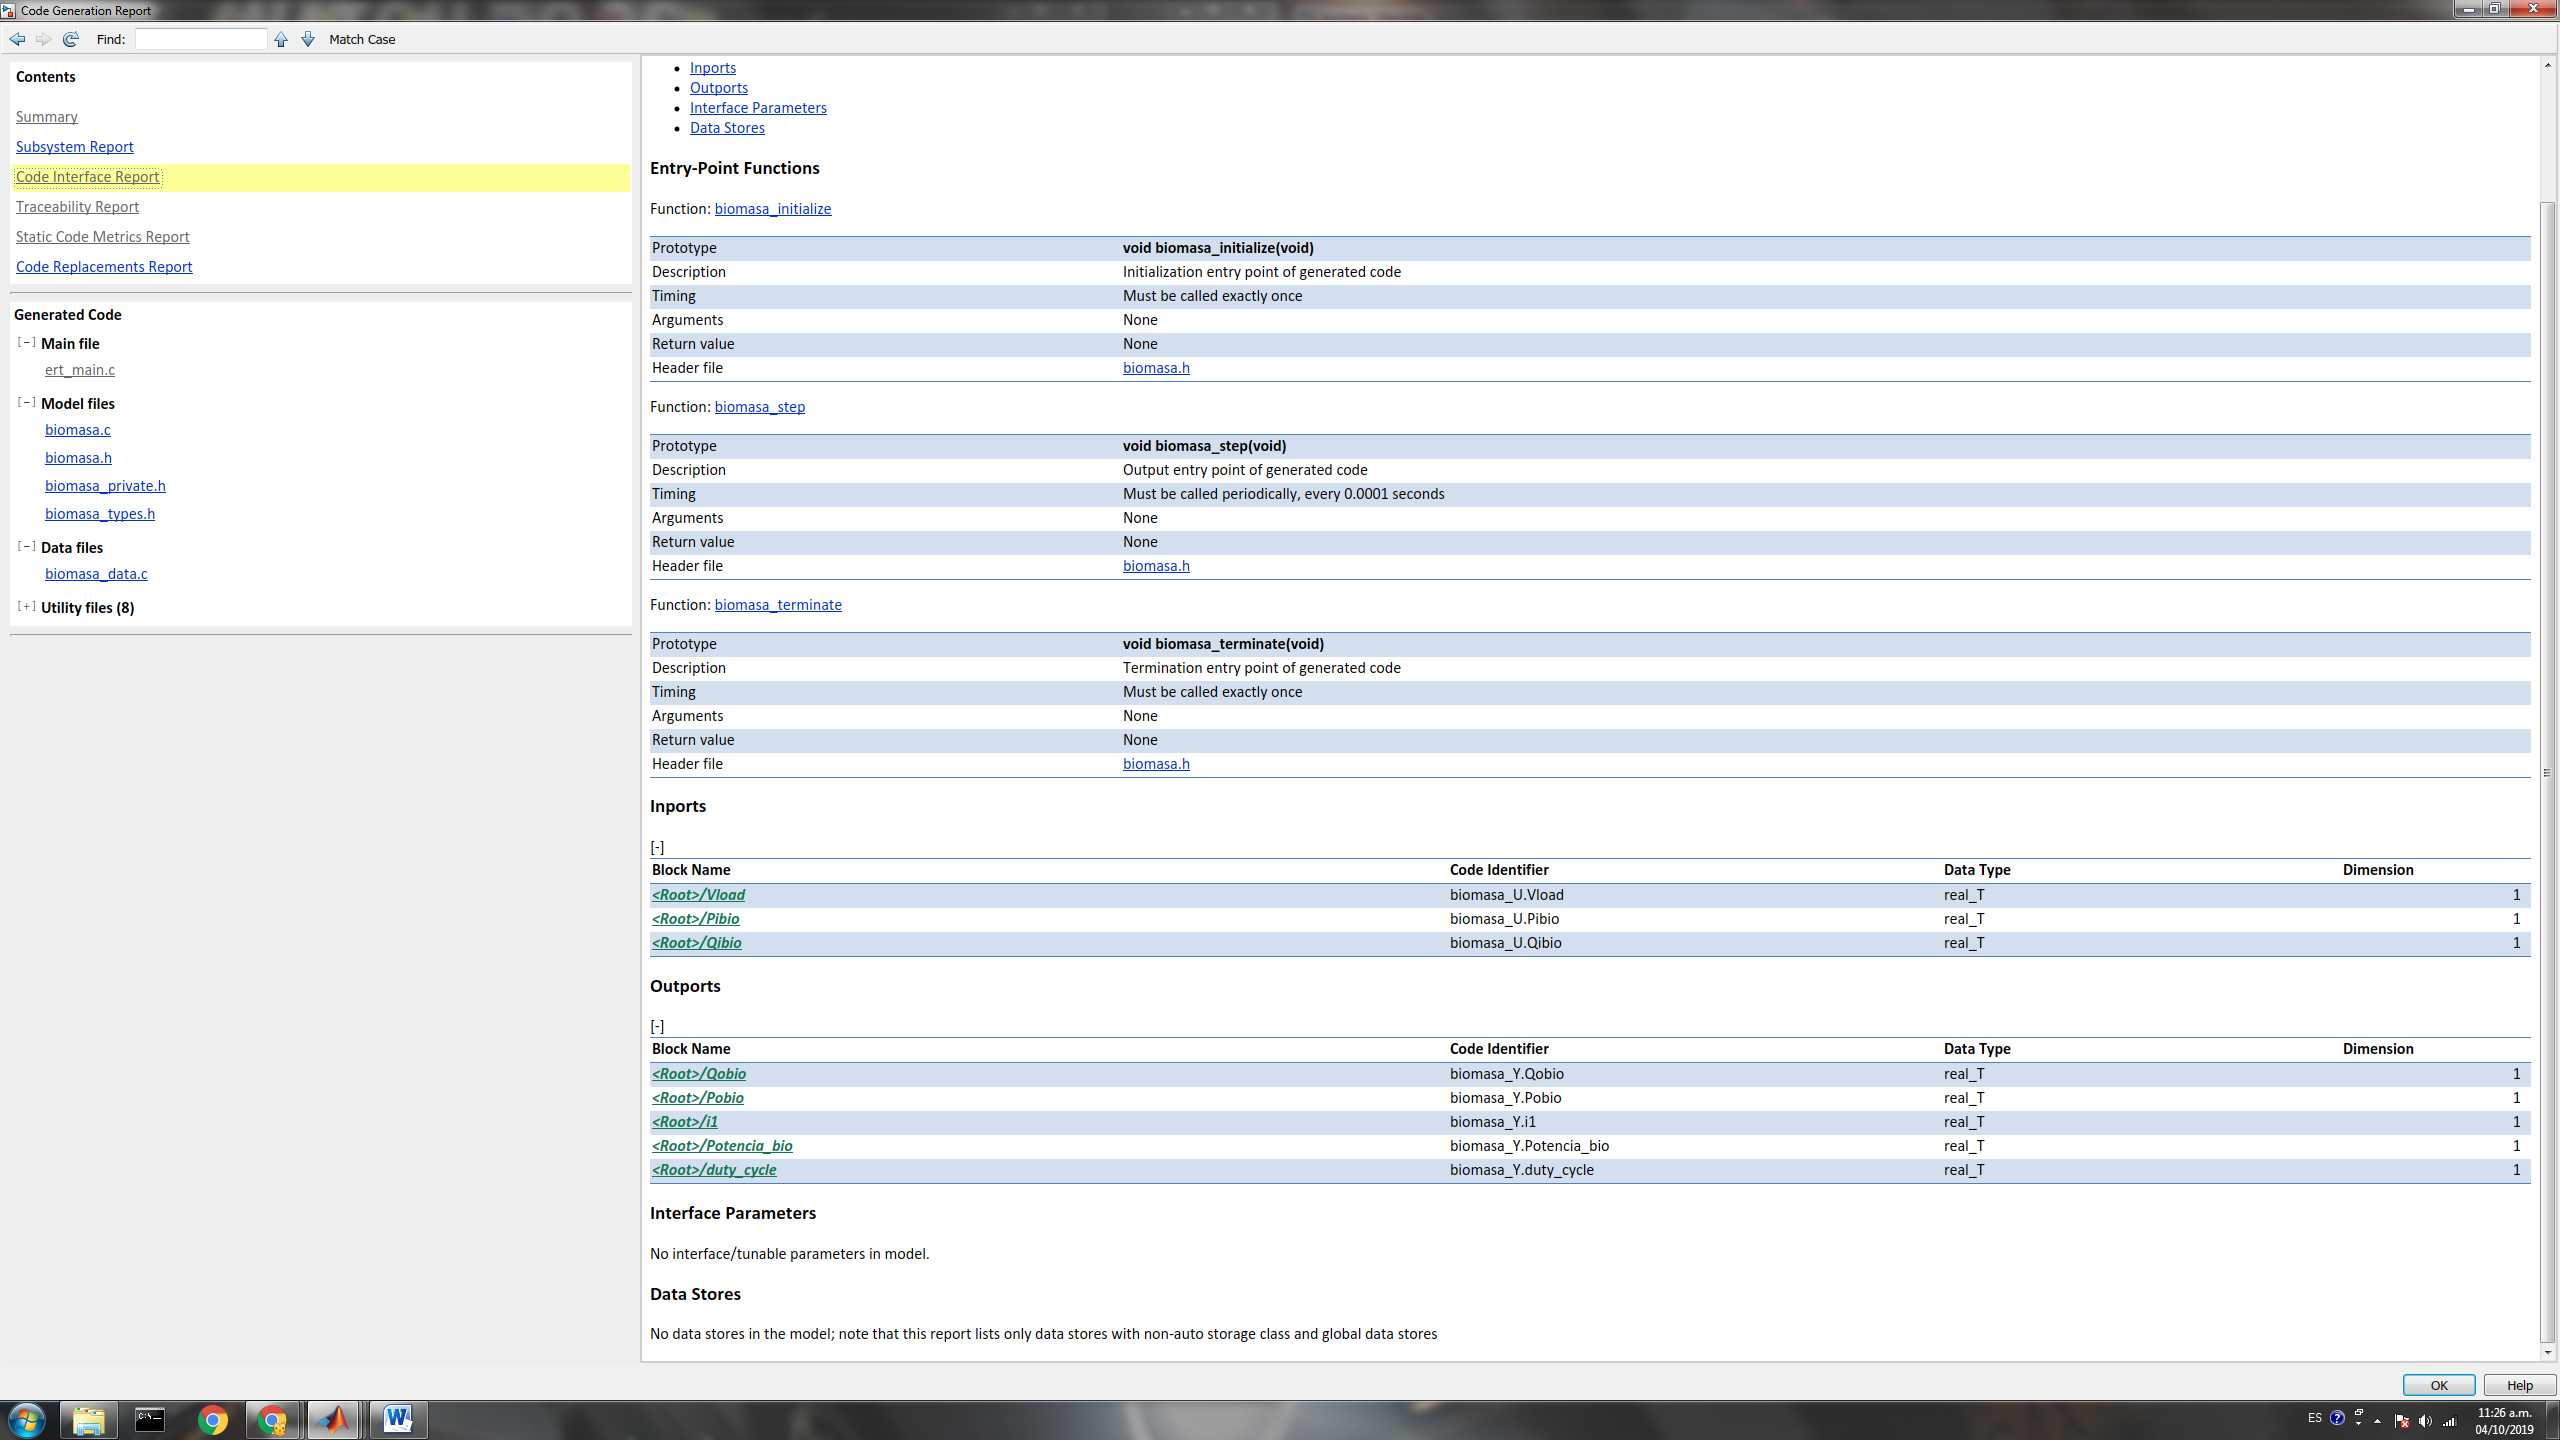 Code Generation Report
Find:
Match Case
Contents
Summary
Subsystem Report
Code Interface Report
Traceability Report
Static Code Metrics Report
Code Replacements Report
Generated Code
[-] Main file
ert_main.c
[-] Model files
biomasa.c
biomasa.h
biomasa_private.h
biomasa_types.h
[-] Data files
biomasa_data.c
[+] Utility files (8)
• Inports
• Outports
• Interface Parameters
• Data Stores
Entry-Point Functions
Function: biomasa_initialize
Prototype void biomasa_initialize(void)
Description Initialization entry point of generated code
Timing Must be called exactly once
Arguments None
Return value None
Header file biomasa.h
Function: biomasa_step
Prototype void biomasa_step(void)
Description Output entry point of generated code
Timing Must be called periodically, every 0.0001 seconds
Arguments None
Return value None
Header file biomasa.h
Function: biomasa_terminate
Prototype void biomasa_terminate(void)
Description Termination entry point of generated code
Timing Must be called exactly once
Arguments None
Return value None
Header file biomasa.h
Inports
[-]
Block Name Code Identifier Data Type Dimension
<Root>/Vload biomasa_U.Vload real_T 1
<Root>/Pibio biomasa_U.Pibio real_T 1
<Root>/Qibio biomasa_U.Qibio real_T 1
Outports
[-]
Block Name Code Identifier Data Type Dimension
<Root>/Qobio biomasa_Y.Qobio real_T 1
<Root>/Pobio biomasa_Y.Pobio real_T 1
<Root>/i1 biomasa_Y.i1 real_T 1
<Root>/Potencia_bio biomasa_Y.Potencia_bio real_T 1
<Root>/duty_cycle biomasa_Y.duty_cycle real_T 1
Interface Parameters
No interface/tunable parameters in model.
Data Stores
No data stores in the model; note that this report lists only data stores with non-auto storage class and global data stores
OK
Help
ES
11:26 a.m.
04/10/2019